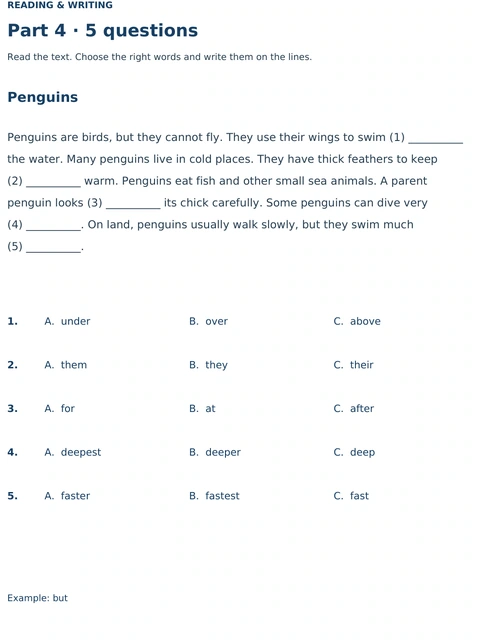 READING & WRITING
Part 4 · 5 questions
Read the text. Choose the right words and write them on the lines.
Penguins
Penguins are birds, but they cannot fly. They use their wings to swim (1) __________
the water. Many penguins live in cold places. They have thick feathers to keep
(2) __________ warm. Penguins eat fish and other small sea animals. A parent
penguin looks (3) __________ its chick carefully. Some penguins can dive very
(4) __________. On land, penguins usually walk slowly, but they swim much
(5) __________.
1. A. under B. over C. above
2. A. them B. they C. their
3. A. for B. at C. after
4. A. deepest B. deeper C. deep
5. A. faster B. fastest C. fast
Example: but